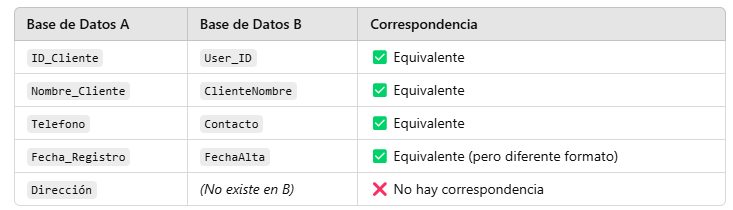 Base de Datos A Base de Datos B Correspondencia
ID_Cliente User_ID ✅ Equivalente
Nombre_Cliente ClienteNombre ✅ Equivalente
Telefono Contacto ✅ Equivalente
Fecha_Registro FechaAlta ✅ Equivalente (pero diferente formato)
Dirección (No existe en B) ❌ No hay correspondencia